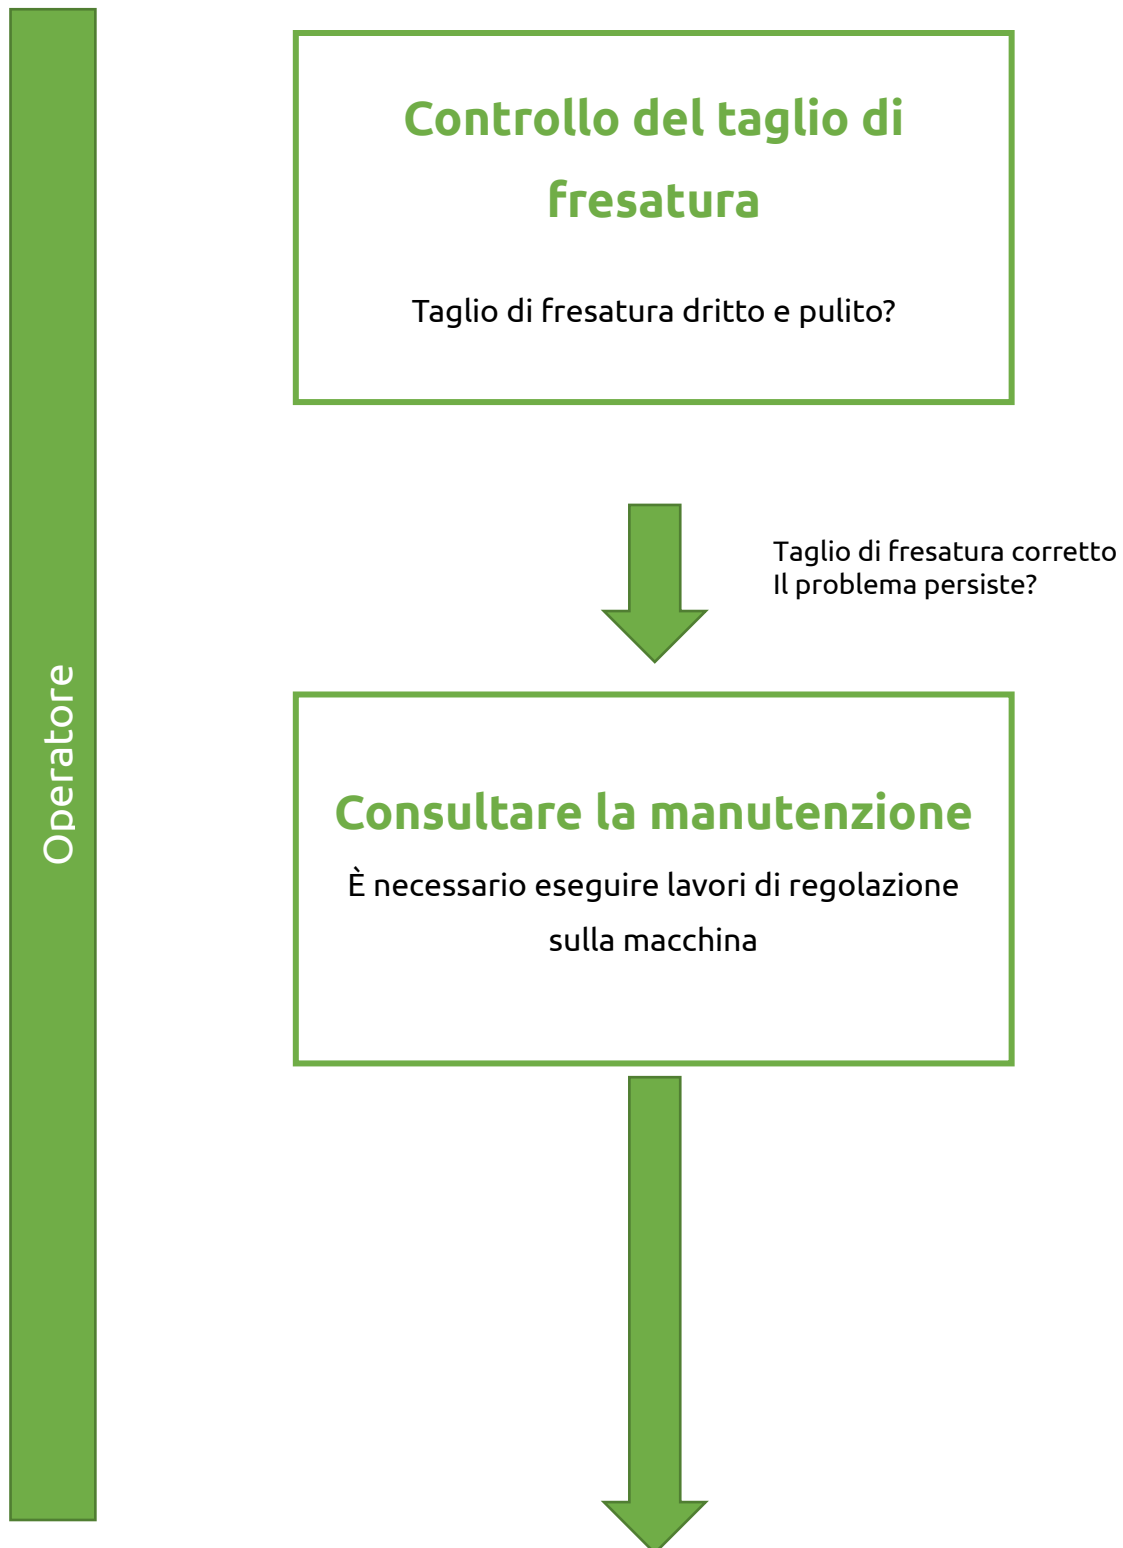 Controllo del taglio di
fresatura
Taglio di fresatura dritto e pulito?
Taglio di fresatura corretto
Il problema persiste?
Operatore
Consultare la manutenzione
È necessario eseguire lavori di regolazione
sulla macchina